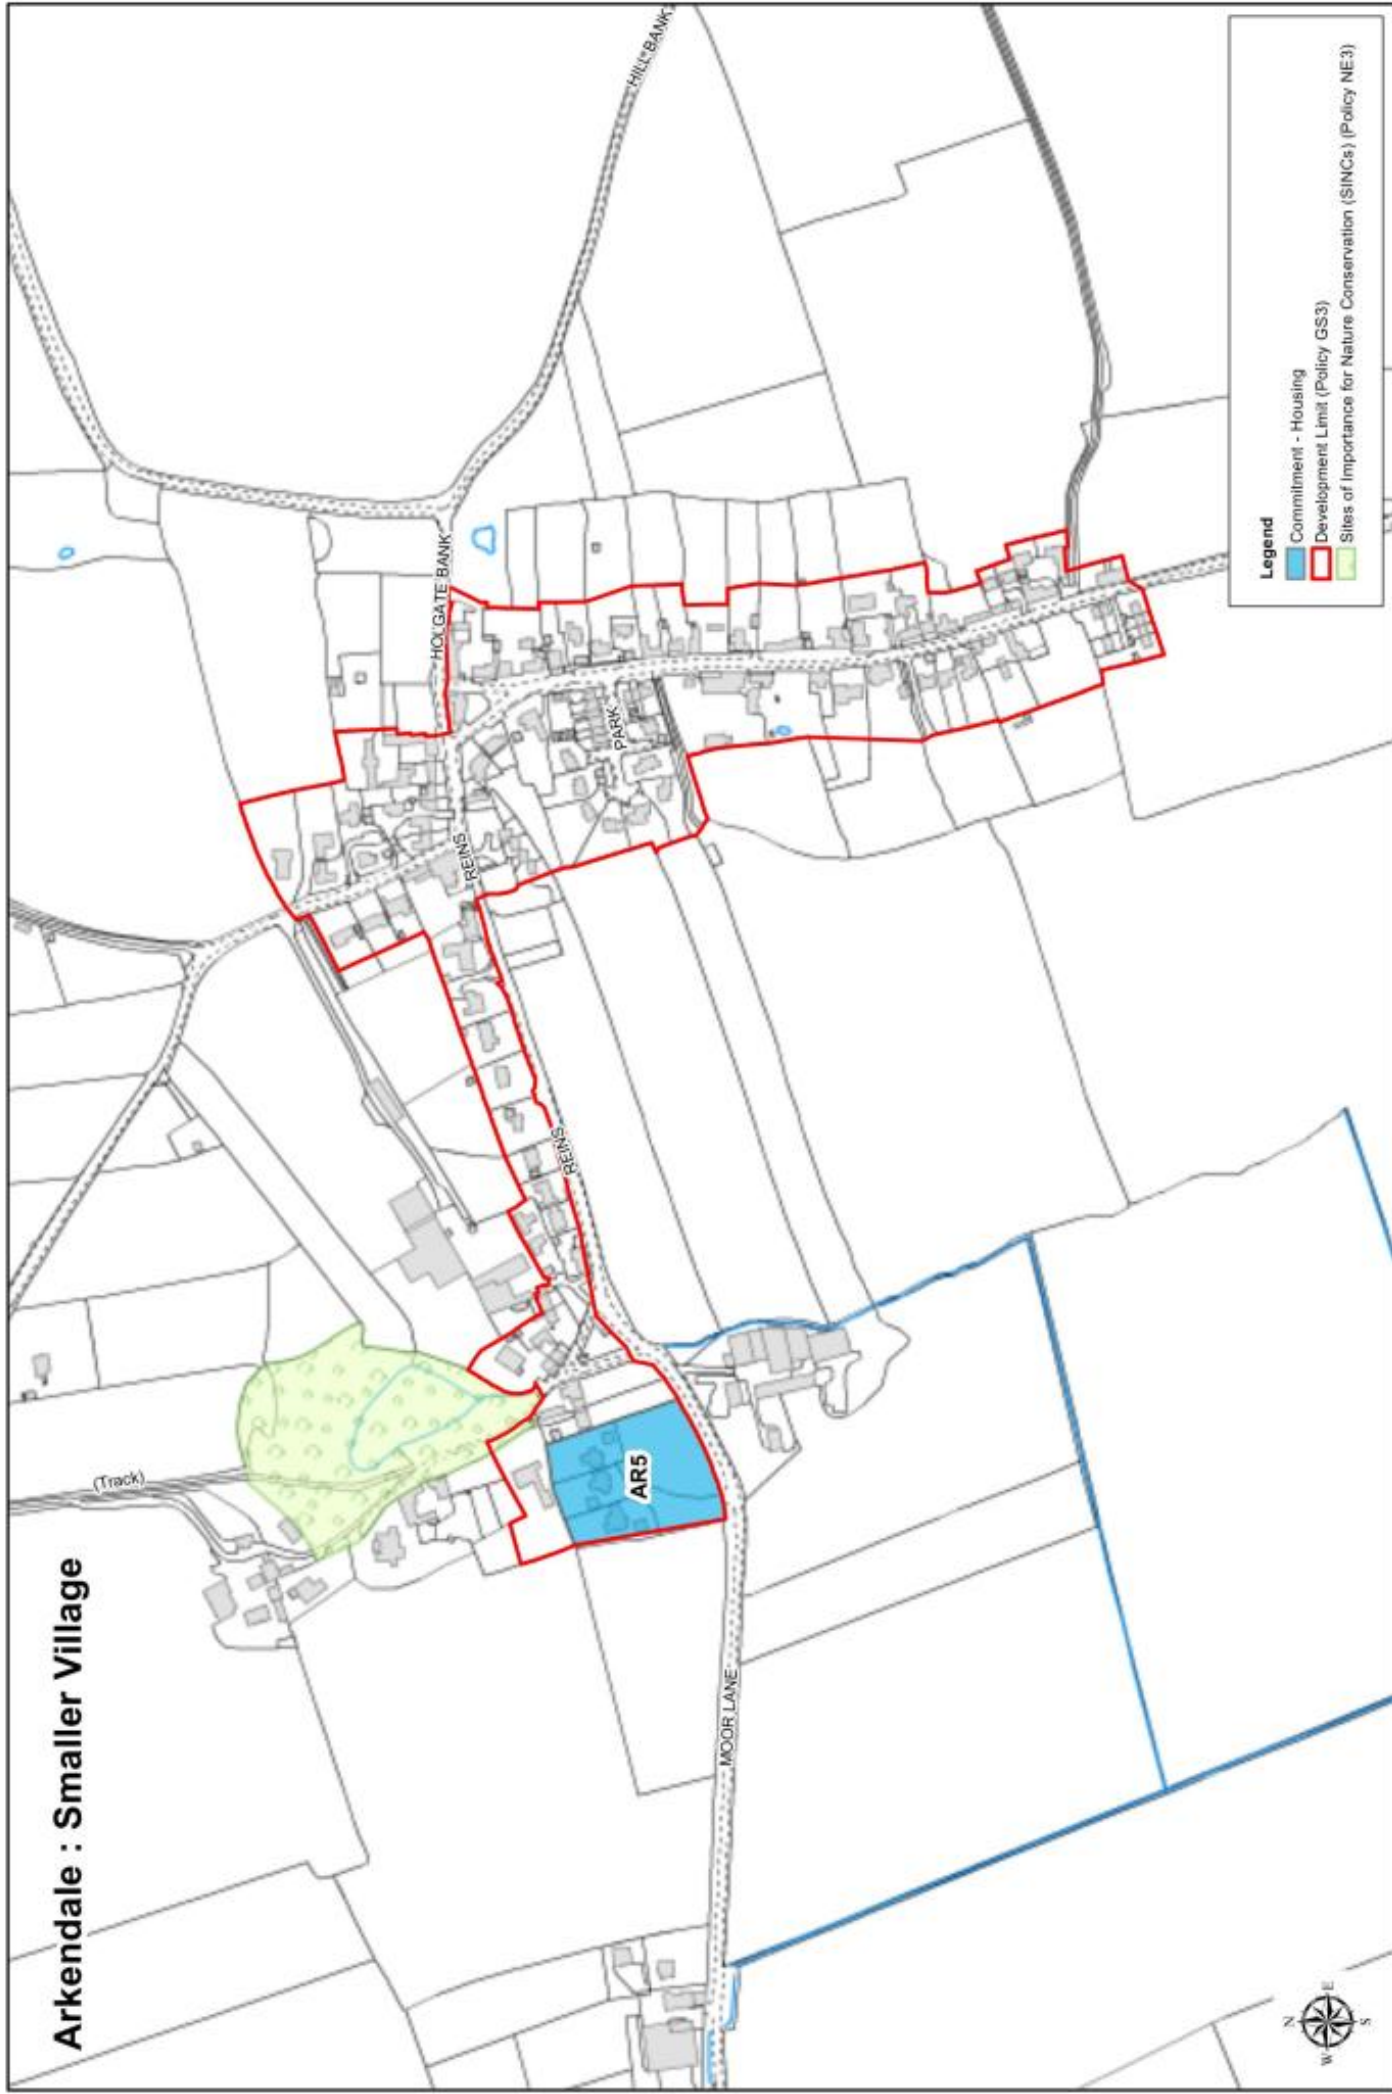 Arkendale : Smaller Village
HILL BANK
HOLGATE BANK
PARK
REINS
REINS
(Track)
AR5
MOOR LANE
Legend
Commitment - Housing
Development Limit (Policy GS3)
Sites of Importance for Nature Conservation (SINCs) (Policy NE3)
N
W
E
S